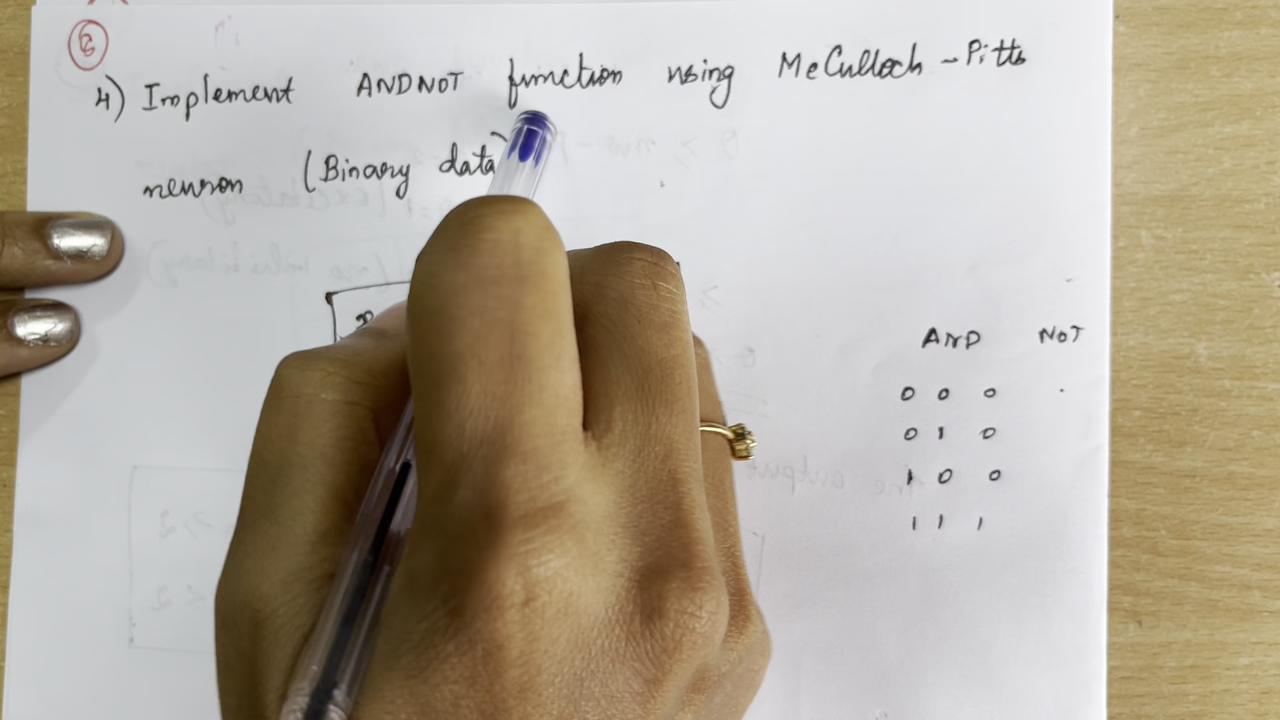 8
4) Implement ANDNOT function using McCulloch - Pitts
neuron (Binary data)
AND NOT
0 0 0
0 1 0
1 0 0
1 1 1